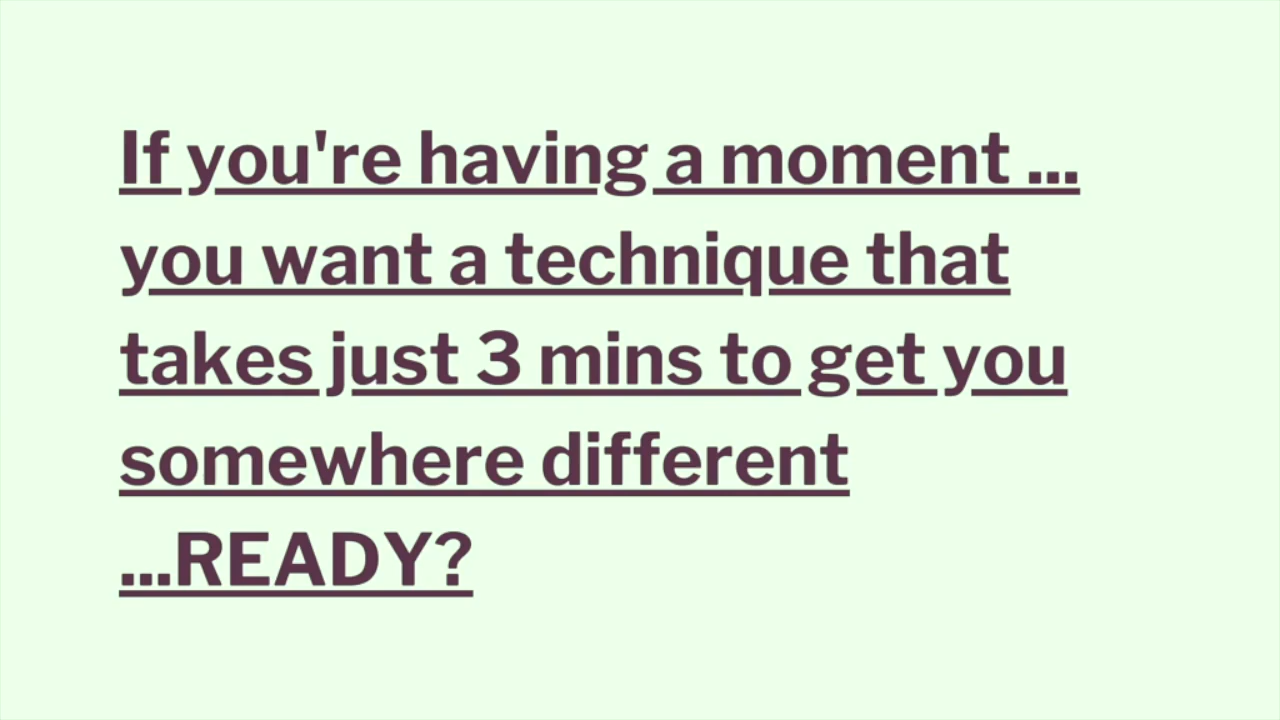 If you're having a moment ...
you want a technique that
takes just 3 mins to get you
somewhere different
...READY?